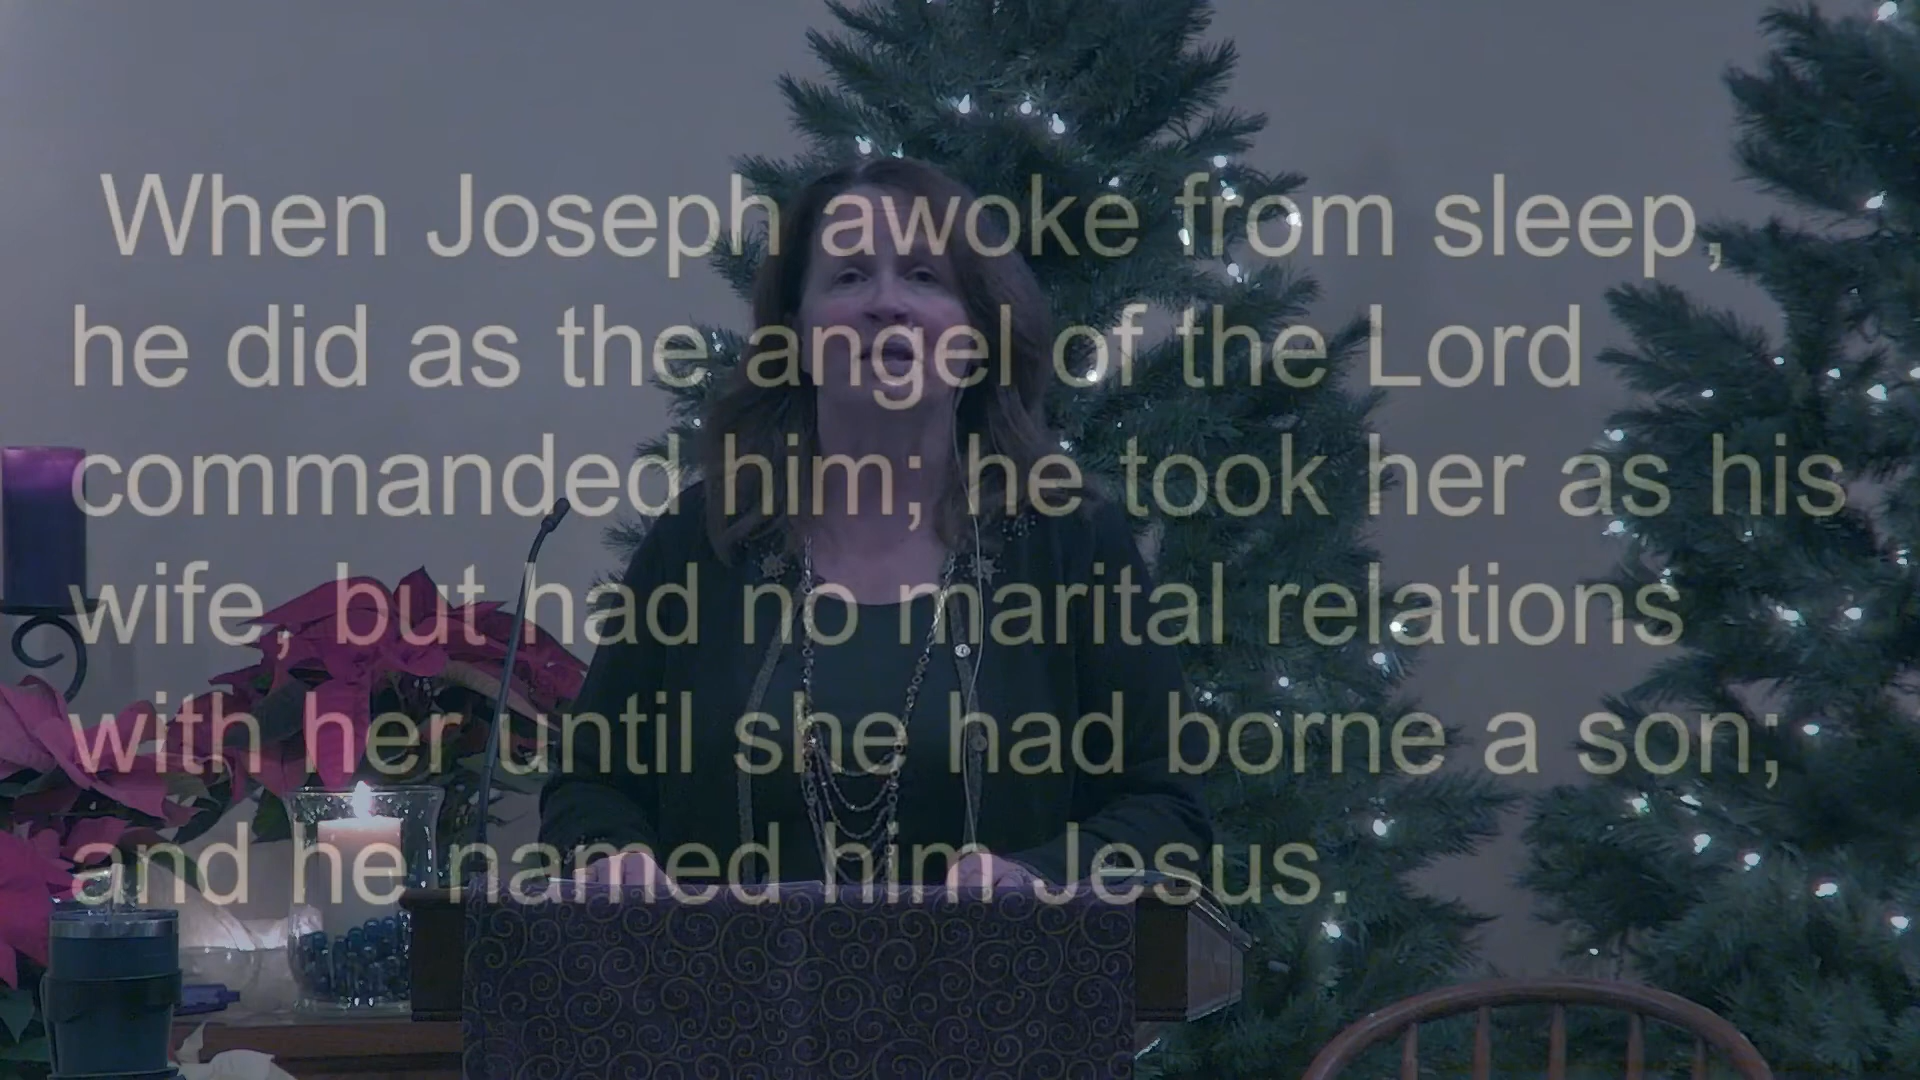 When Joseph awoke from sleep,
he did as the angel of the Lord
commanded him; he took her as his
wife, but had no marital relations
with her until she had borne a son;
and he named him Jesus.